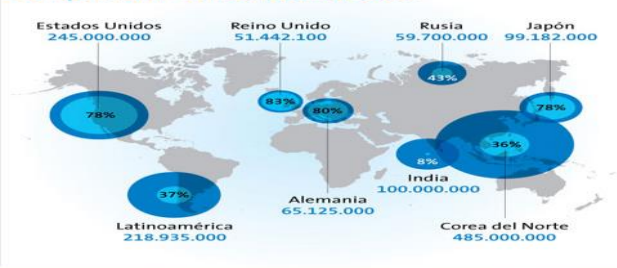 Estados Unidos
245.000.000
Reino Unido
51.442.100
Rusia
59.700.000
Japón
99.182.000
43%
83%
80%
78%
78%
36%
8%
37%
India
100.000.000
Alemania
65.125.000
Latinoamérica
218.935.000
Corea del Norte
485.000.000